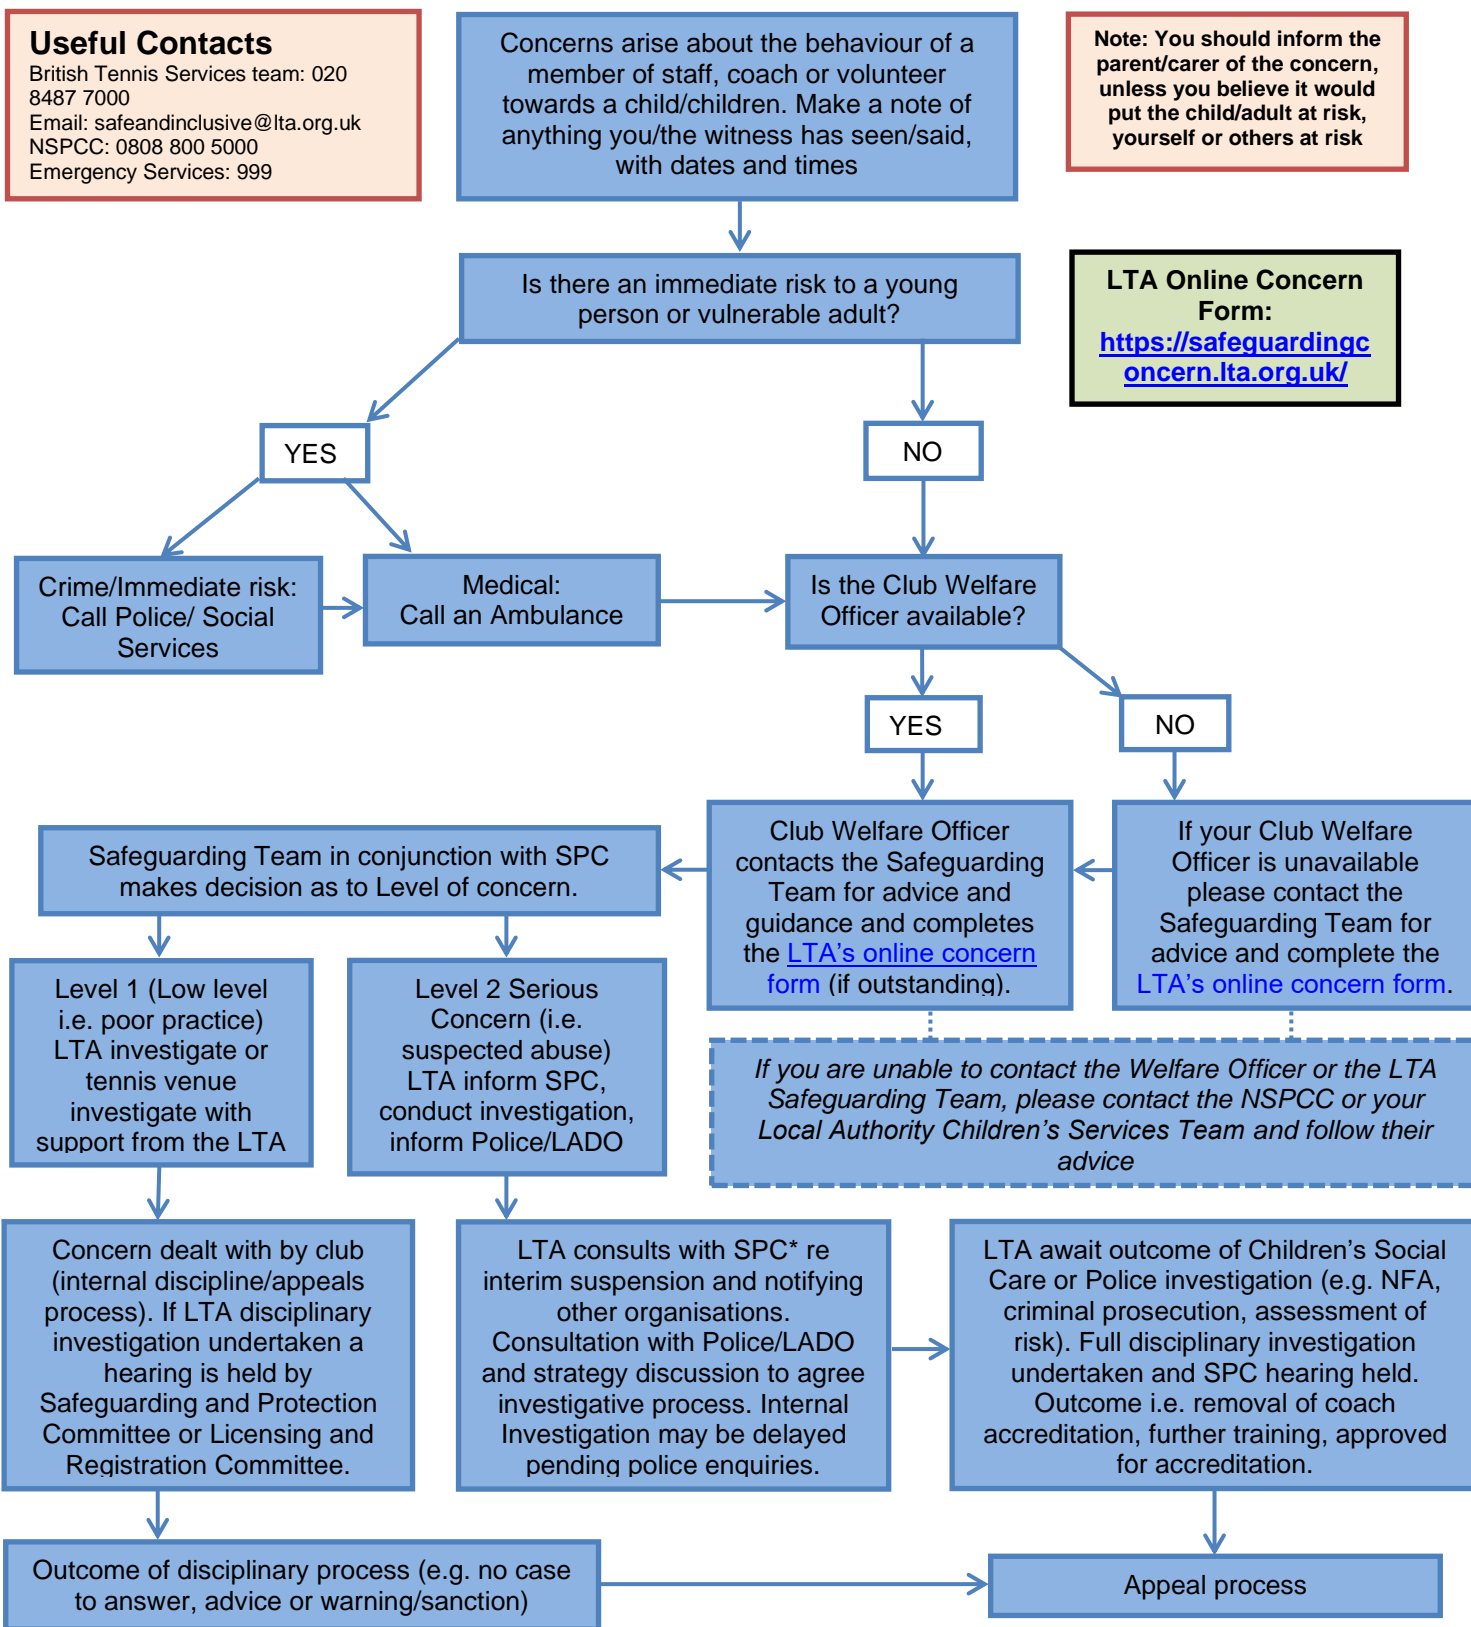 Useful Contacts
British Tennis Services team: 020
8487 7000
Email: safeandinclusive@lta.org.uk
NSPCC: 0808 800 5000
Emergency Services: 999
Concerns arise about the behaviour of a
member of staff, coach or volunteer
towards a child/children. Make a note of
anything you/the witness has seen/said,
with dates and times
Note: You should inform the
parent/carer of the concern,
unless you believe it would
put the child/adult at risk,
yourself or others at risk
Is there an immediate risk to a young
person or vulnerable adult?
LTA Online Concern
Form:
https://safeguardingc
oncern.lta.org.uk/
YES
NO
Crime/Immediate risk:
Call Police/ Social
Services
Medical:
Call an Ambulance
Is the Club Welfare
Officer available?
YES
NO
Safeguarding Team in conjunction with SPC
makes decision as to Level of concern.
Club Welfare Officer
contacts the Safeguarding
Team for advice and
guidance and completes
the LTA's online concern
form (if outstanding).
If your Club Welfare
Officer is unavailable
please contact the
Safeguarding Team for
advice and complete the
LTA's online concern form.
Level 1 (Low level
i.e. poor practice)
LTA investigate or
tennis venue
investigate with
support from the LTA
Level 2 Serious
Concern (i.e.
suspected abuse)
LTA inform SPC,
conduct investigation,
inform Police/LADO
If you are unable to contact the Welfare Officer or the LTA
Safeguarding Team, please contact the NSPCC or your
Local Authority Children's Services Team and follow their
advice
Concern dealt with by club
(internal discipline/appeals
process). If LTA disciplinary
investigation undertaken a
hearing is held by
Safeguarding and Protection
Committee or Licensing and
Registration Committee.
LTA consults with SPC* re
interim suspension and notifying
other organisations.
Consultation with Police/LADO
and strategy discussion to agree
investigative process. Internal
Investigation may be delayed
pending police enquiries.
LTA await outcome of Children's Social
Care or Police investigation (e.g. NFA,
criminal prosecution, assessment of
risk). Full disciplinary investigation
undertaken and SPC hearing held.
Outcome i.e. removal of coach
accreditation, further training, approved
for accreditation.
Outcome of disciplinary process (e.g. no case
to answer, advice or warning/sanction)
Appeal process